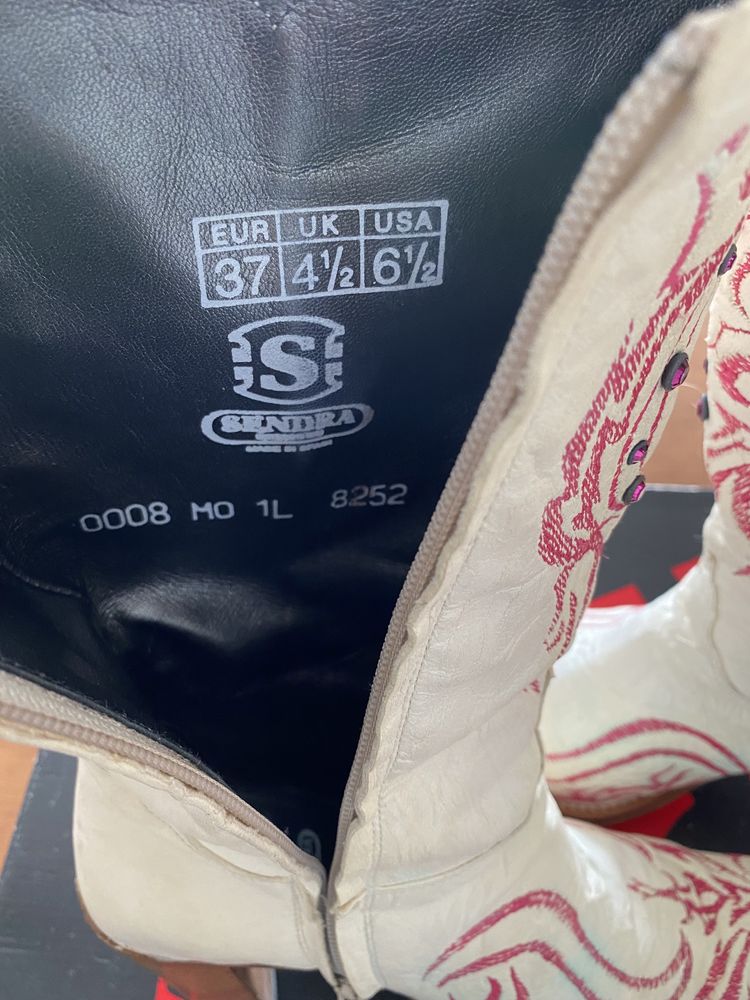 EUR UK USA
37 4½ 6½
S
SENDRA
MADE IN SPAIN
0008 MO 1L 8252